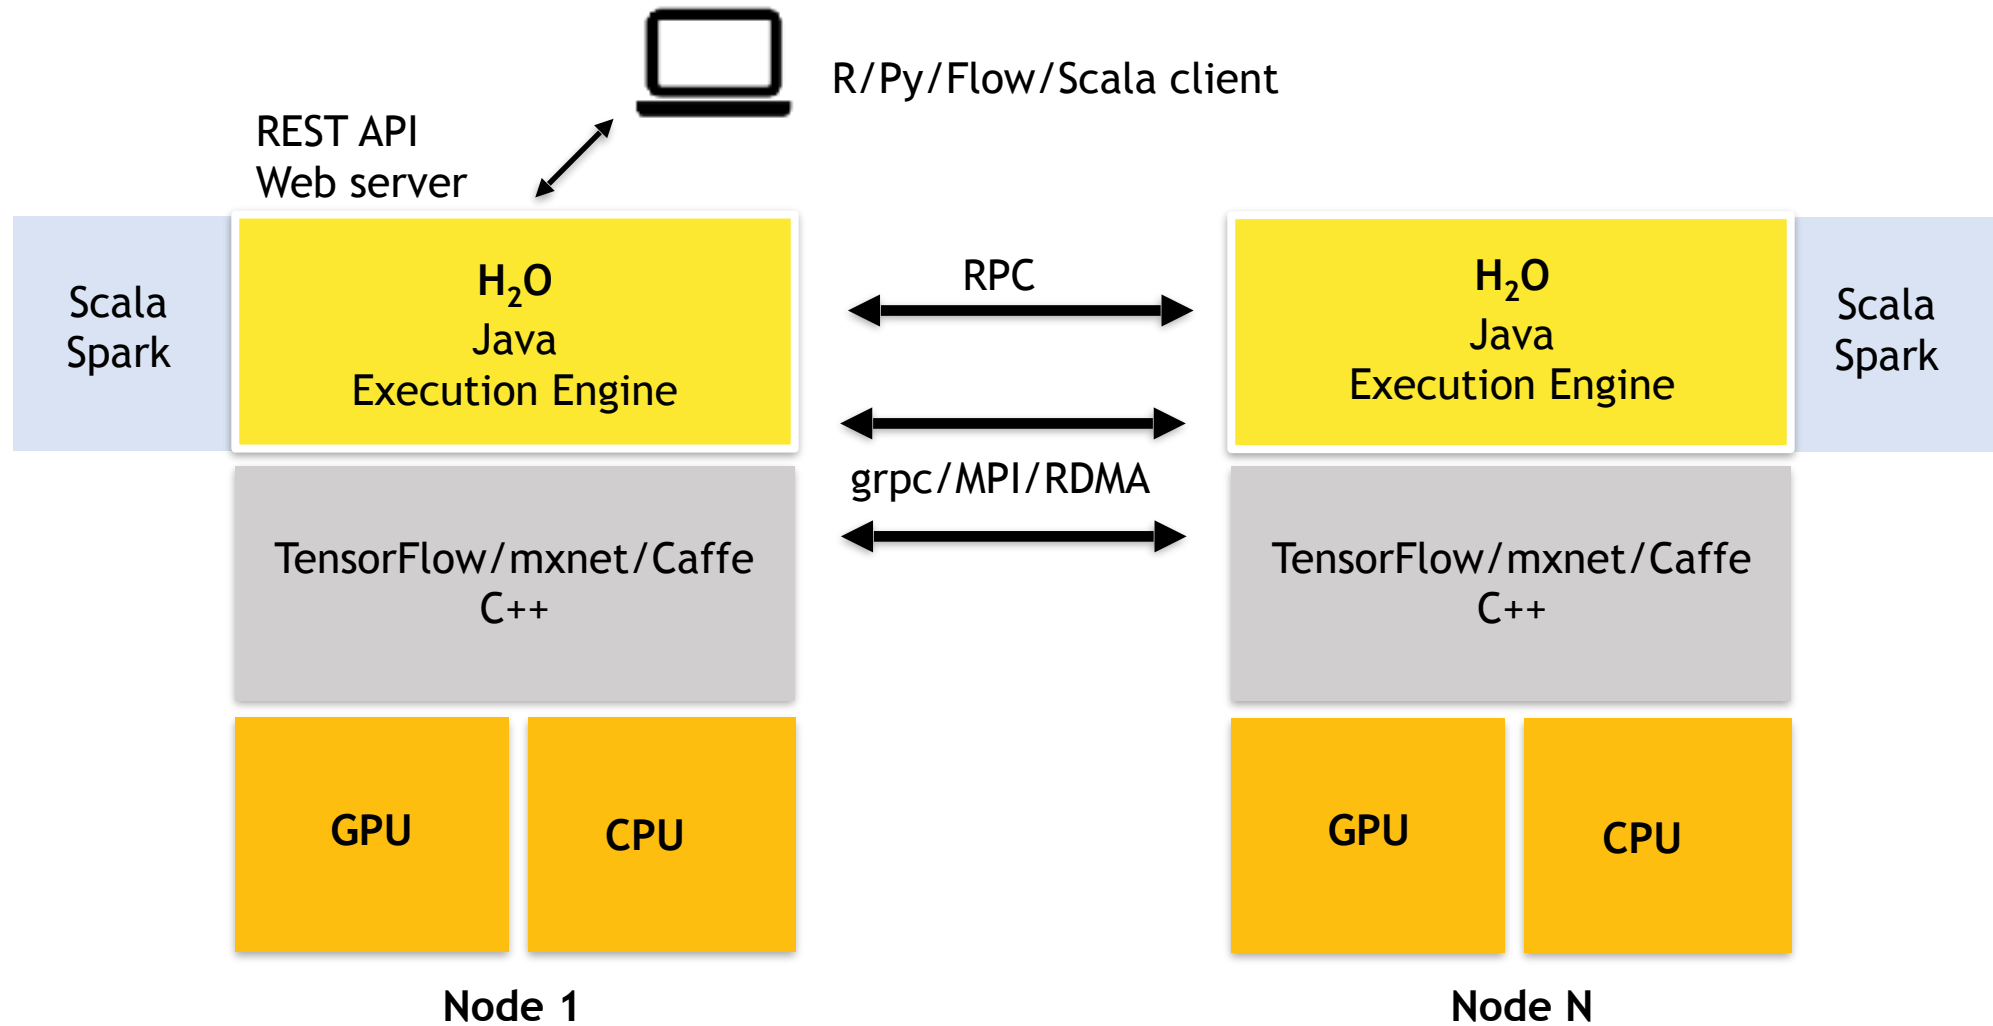 R/Py/Flow/Scala client
REST API
Web server
Scala
Spark
H₂O
Java
Execution Engine
RPC
H₂O
Java
Execution Engine
Scala
Spark
grpc/MPI/RDMA
TensorFlow/mxnet/Caffe
C++
TensorFlow/mxnet/Caffe
C++
GPU
CPU
GPU
CPU
Node 1
Node N